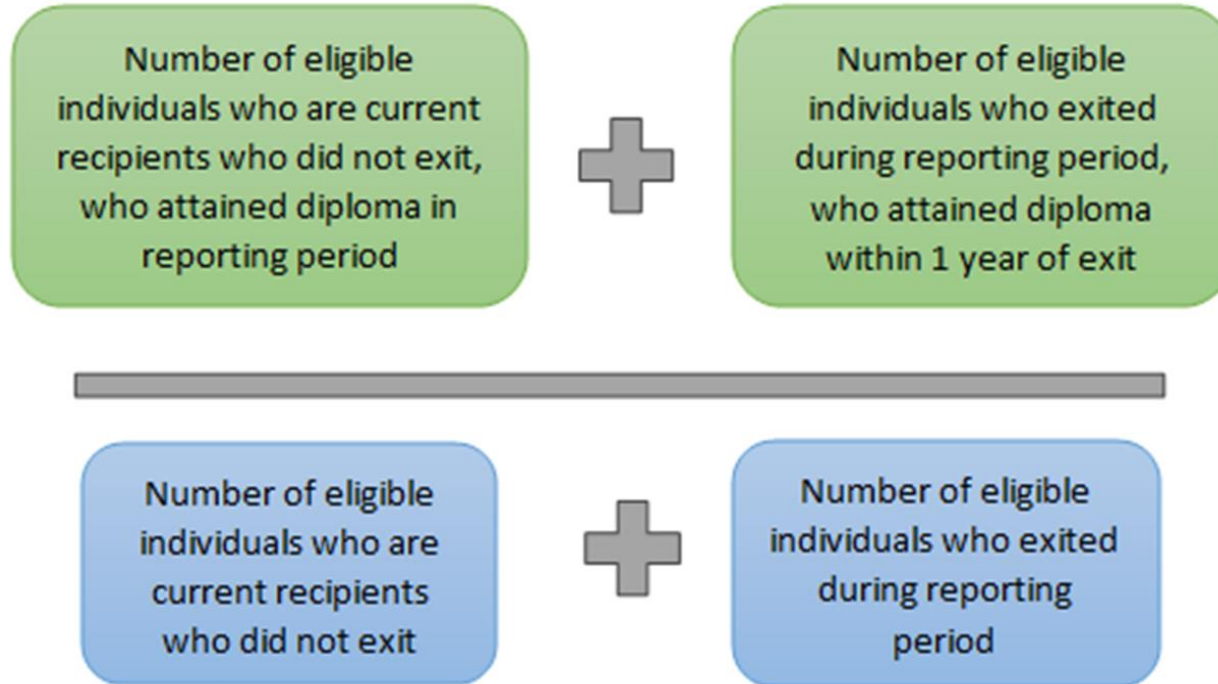 Number of eligible
individuals who are current
recipients who did not exit,
who attained diploma in
reporting period
Number of eligible
individuals who exited
during reporting period,
who attained diploma
within 1 year of exit
Number of eligible
individuals who are
current recipients
who did not exit
Number of eligible
individuals who exited
during reporting
period